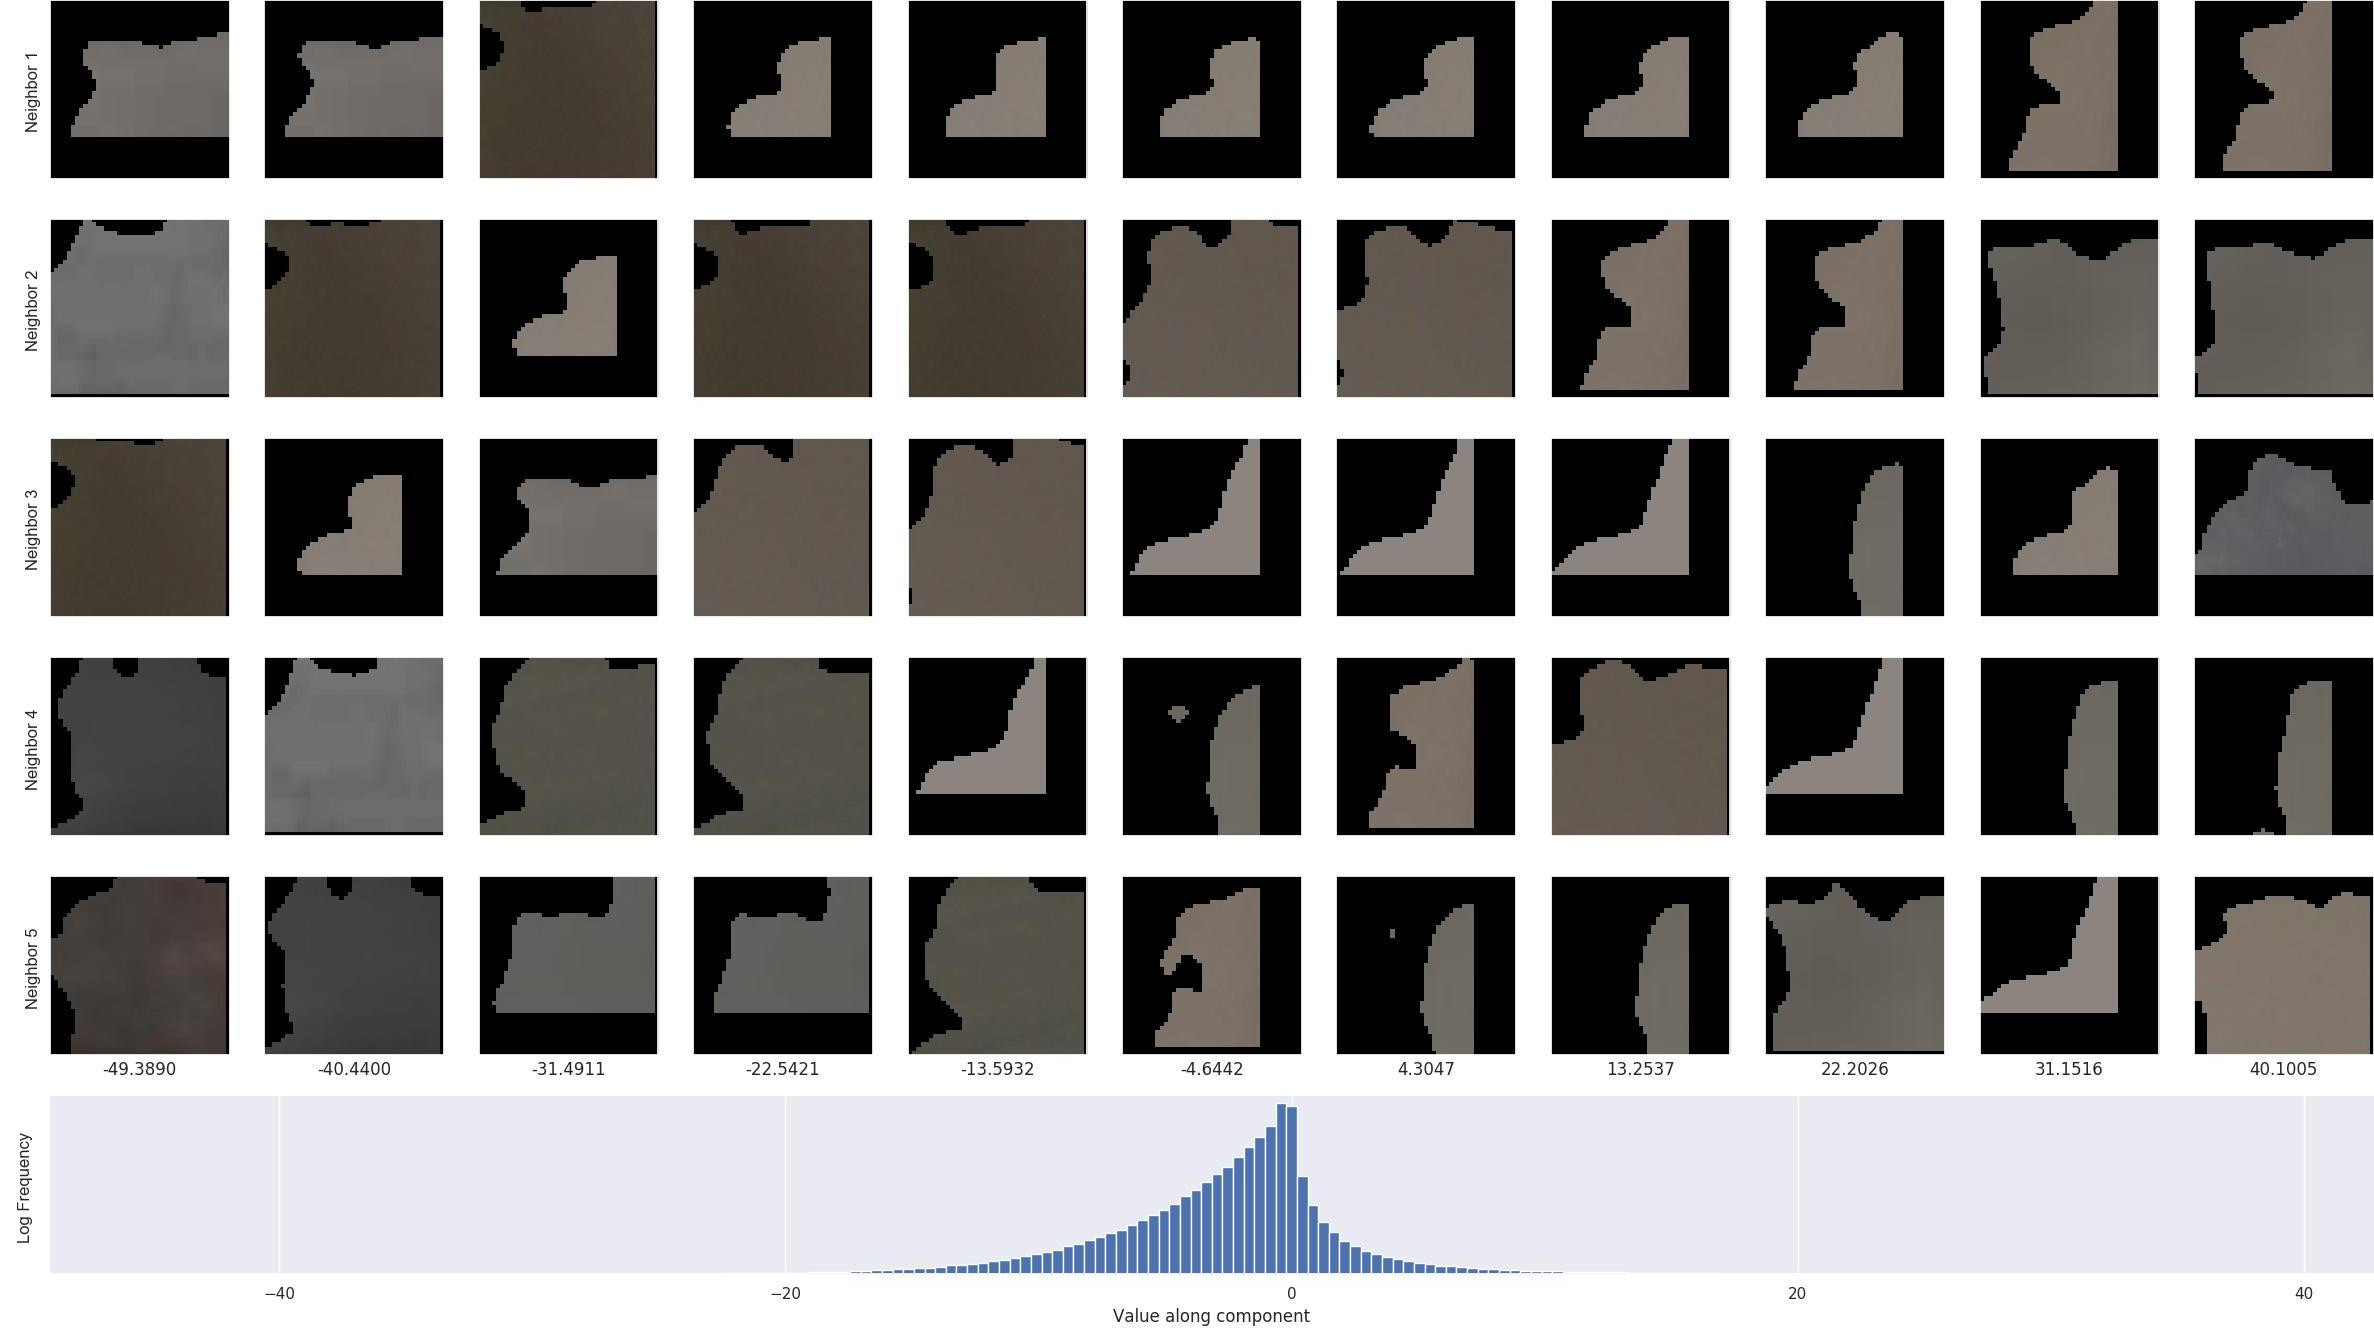 Neighbor 1
Neighbor 2
Neighbor 3
Neighbor 4
Neighbor 5
-49.3890 -40.4400 -31.4911 -22.5421 -13.5932 -4.6442 4.3047 13.2537 22.2026 31.1516 40.1005
Log Frequency
−40 −20 0 20 40
Value along component